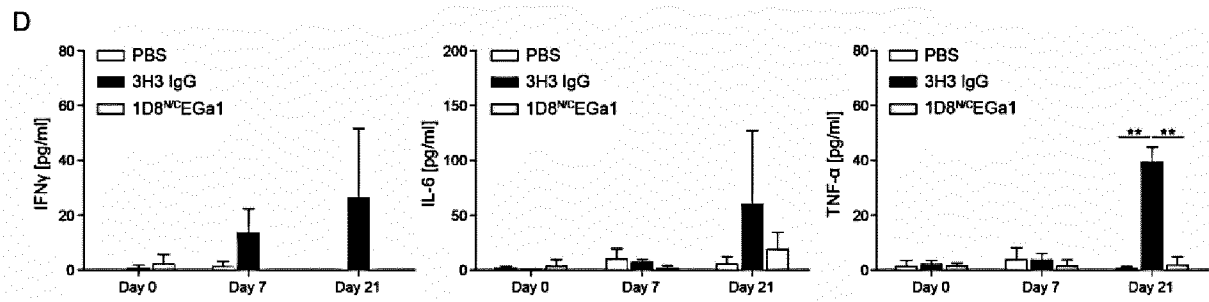 D
80
60
40
20
0
IFNγ [pg/ml]
PBS
3H3 IgG
1D8N/CEGa1
Day 0 Day 7 Day 21
200
150
100
50
0
IL-6 [pg/ml]
PBS
3H3 IgG
1D8N/CEGa1
Day 0 Day 7 Day 21
80
60
40
20
0
TNF-α [pg/ml]
PBS
3H3 IgG
1D8N/CEGa1
** **
Day 0 Day 7 Day 21